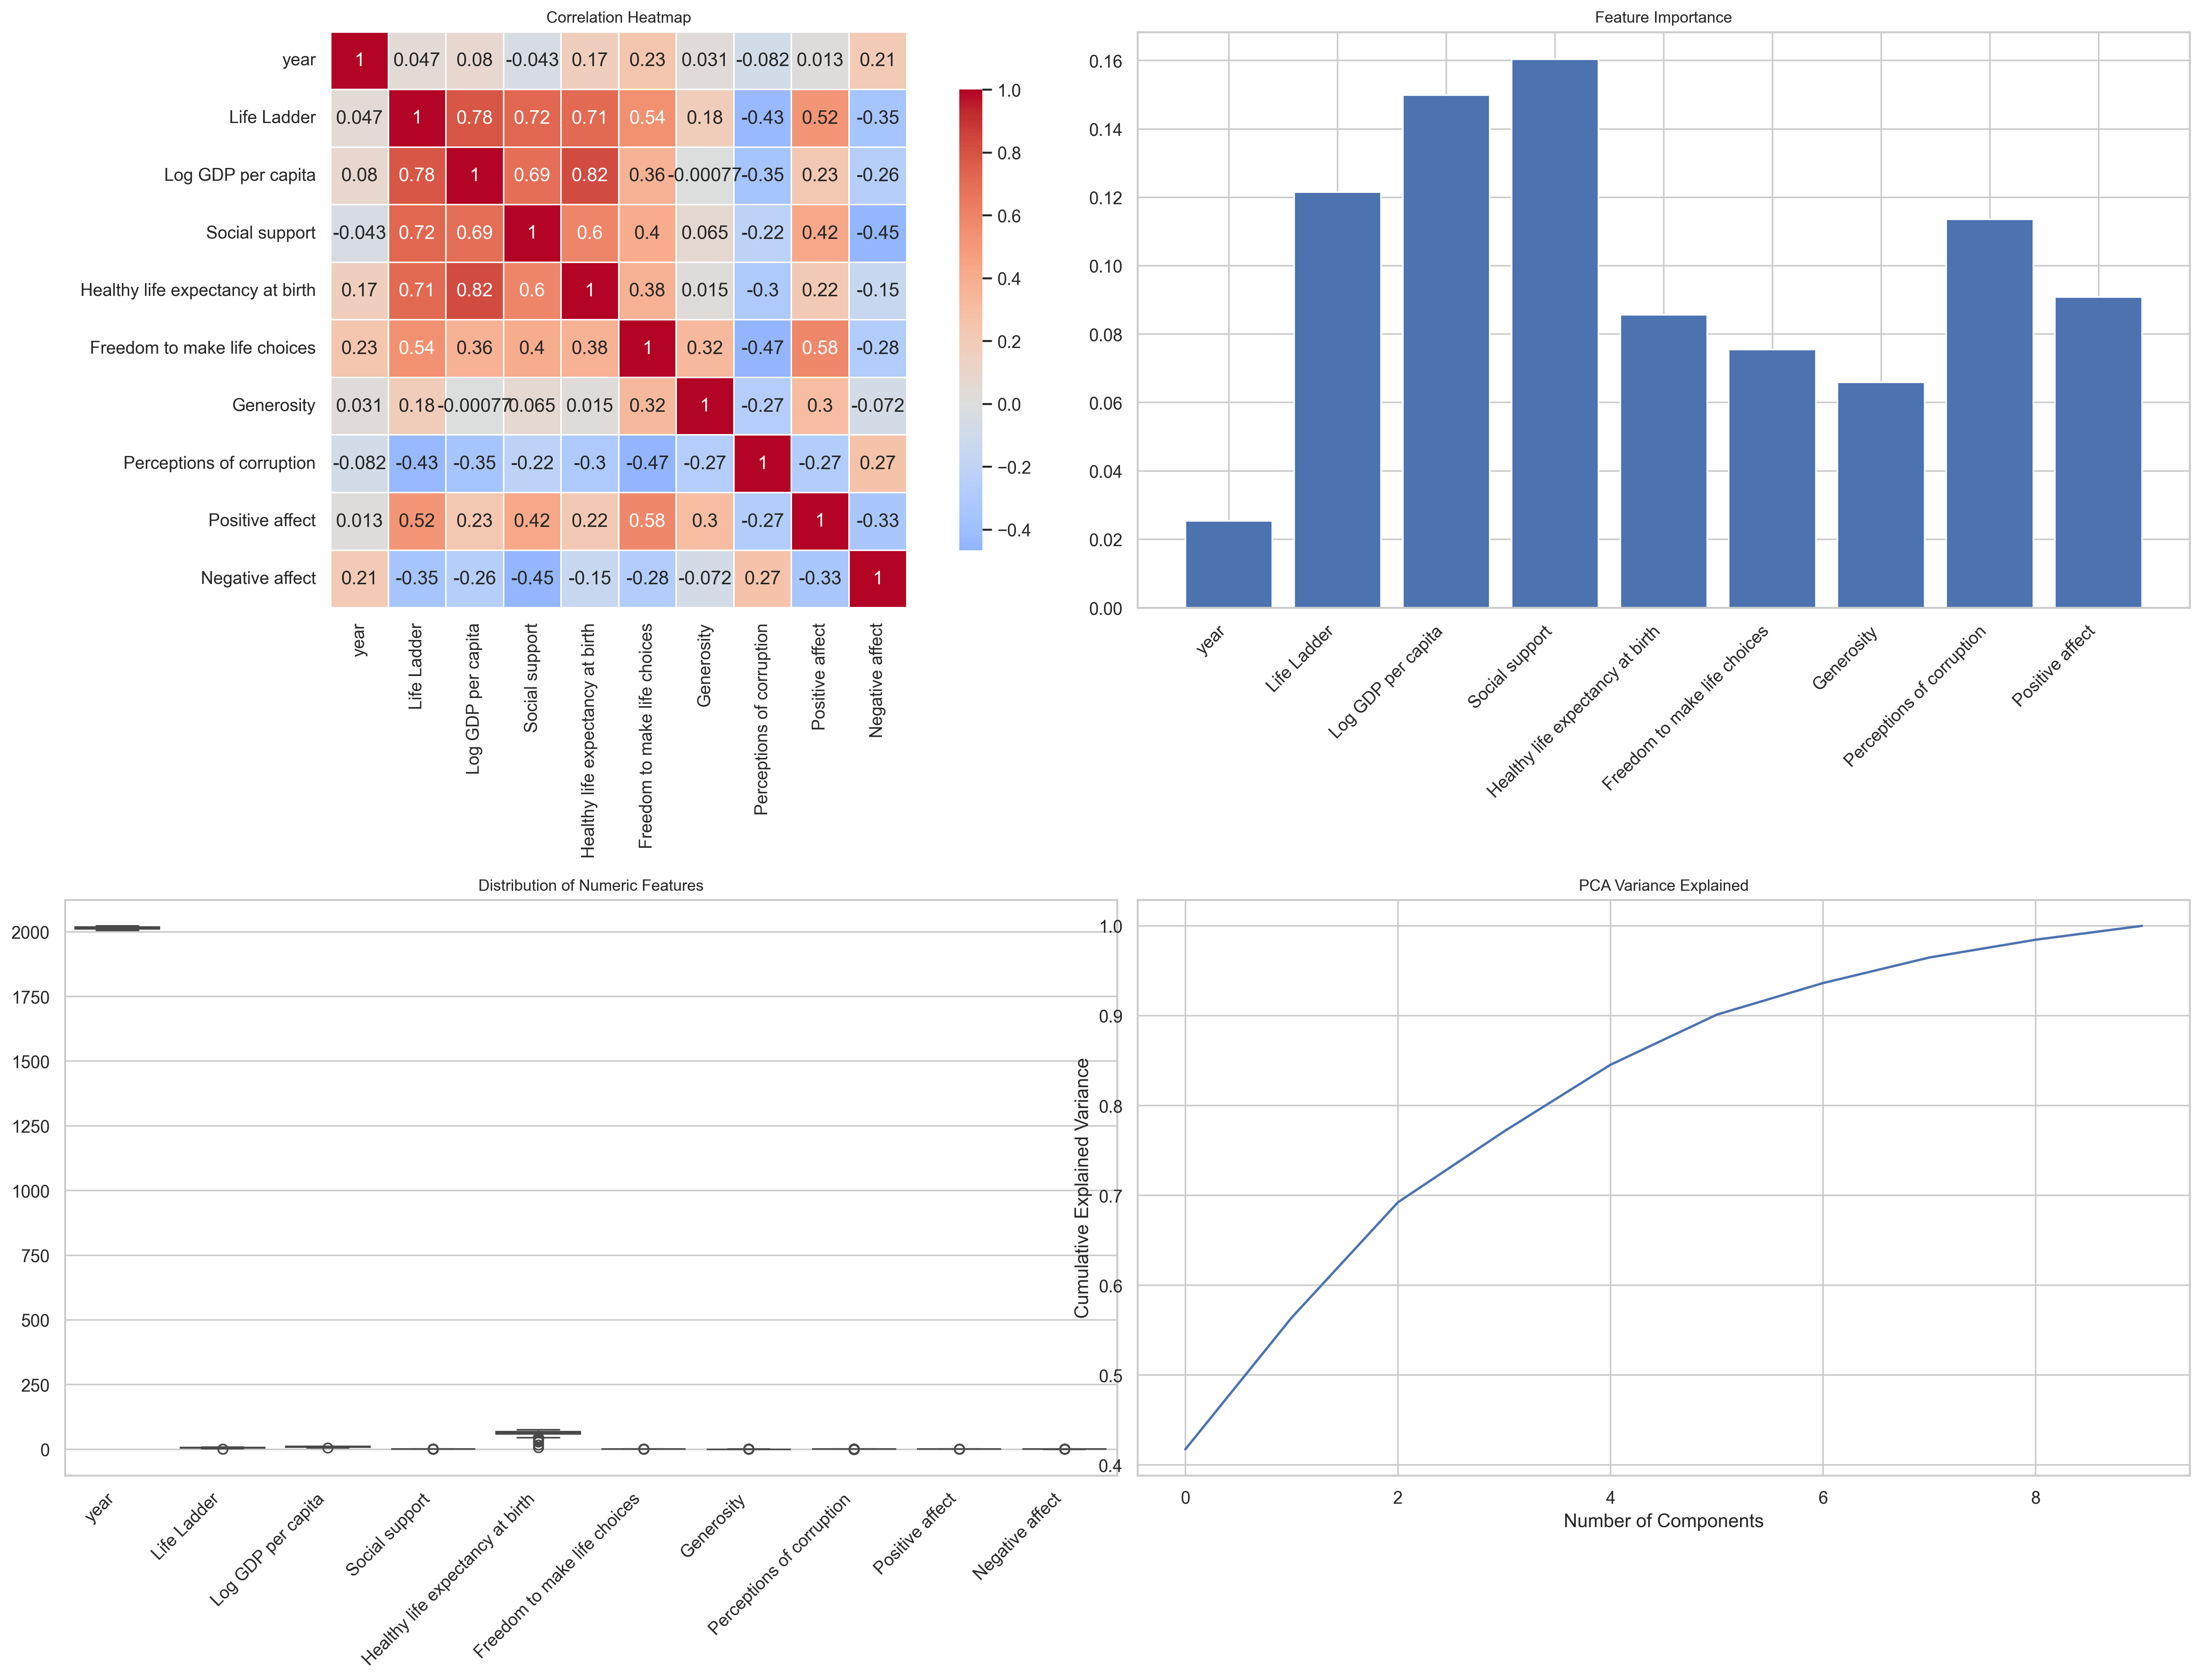 Correlation Heatmap
year 1 0.047 0.08 -0.043 0.17 0.23 0.031 -0.082 0.013 0.21
Life Ladder 0.047 1 0.78 0.72 0.71 0.54 0.18 -0.43 0.52 -0.35
Log GDP per capita 0.08 0.78 1 0.69 0.82 0.36 -0.00077 -0.35 0.23 -0.26
Social support -0.043 0.72 0.69 1 0.6 0.4 0.065 -0.22 0.42 -0.45
Healthy life expectancy at birth 0.17 0.71 0.82 0.6 1 0.38 0.015 -0.3 0.22 -0.15
Freedom to make life choices 0.23 0.54 0.36 0.4 0.38 1 0.32 -0.47 0.58 -0.28
Generosity 0.031 0.18 -0.00077 0.065 0.015 0.32 1 -0.27 0.3 -0.072
Perceptions of corruption -0.082 -0.43 -0.35 -0.22 -0.3 -0.47 -0.27 1 -0.27 0.27
Positive affect 0.013 0.52 0.23 0.42 0.22 0.58 0.3 -0.27 1 -0.33
Negative affect 0.21 -0.35 -0.26 -0.45 -0.15 -0.28 -0.072 0.27 -0.33 1
year
Life Ladder
Log GDP per capita
Social support
Healthy life expectancy at birth
Freedom to make life choices
Generosity
Perceptions of corruption
Positive affect
Negative affect
1.0
0.8
0.6
0.4
0.2
0.0
−0.2
−0.4
Feature Importance
0.16
0.14
0.12
0.10
0.08
0.06
0.04
0.02
0.00
year
Life Ladder
Log GDP per capita
Social support
Healthy life expectancy at birth
Freedom to make life choices
Generosity
Perceptions of corruption
Positive affect
Distribution of Numeric Features
2000
1750
1500
1250
1000
750
500
250
0
year
Life Ladder
Log GDP per capita
Social support
Healthy life expectancy at birth
Freedom to make life choices
Generosity
Perceptions of corruption
Positive affect
Negative affect
PCA Variance Explained
Cumulative Explained Variance
1.0
0.9
0.8
0.7
0.6
0.5
0.4
0 2 4 6 8
Number of Components